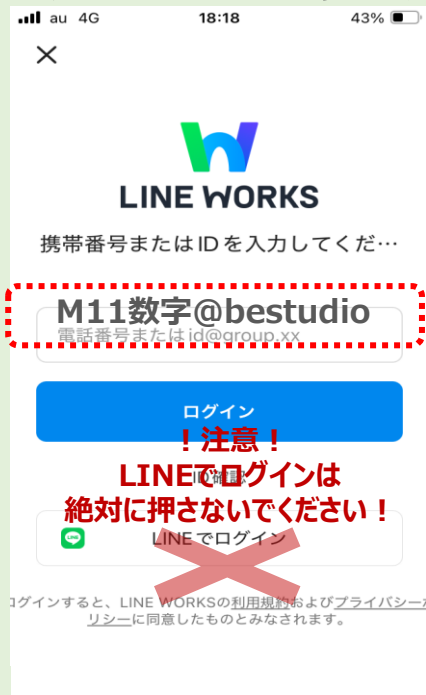 au 4G 18:18 43%
LINE WORKS
携帯番号またはIDを入力してくだ…
M11数字@bestudio
電話番号またはid@group.xx
ログイン
！注意！
ID確認
LINEでログインは
絶対に押さないでください！
LINEでログイン
ログインすると、LINE WORKSの利用規約およびプライバシーポ
リシーに同意したものとみなされます。